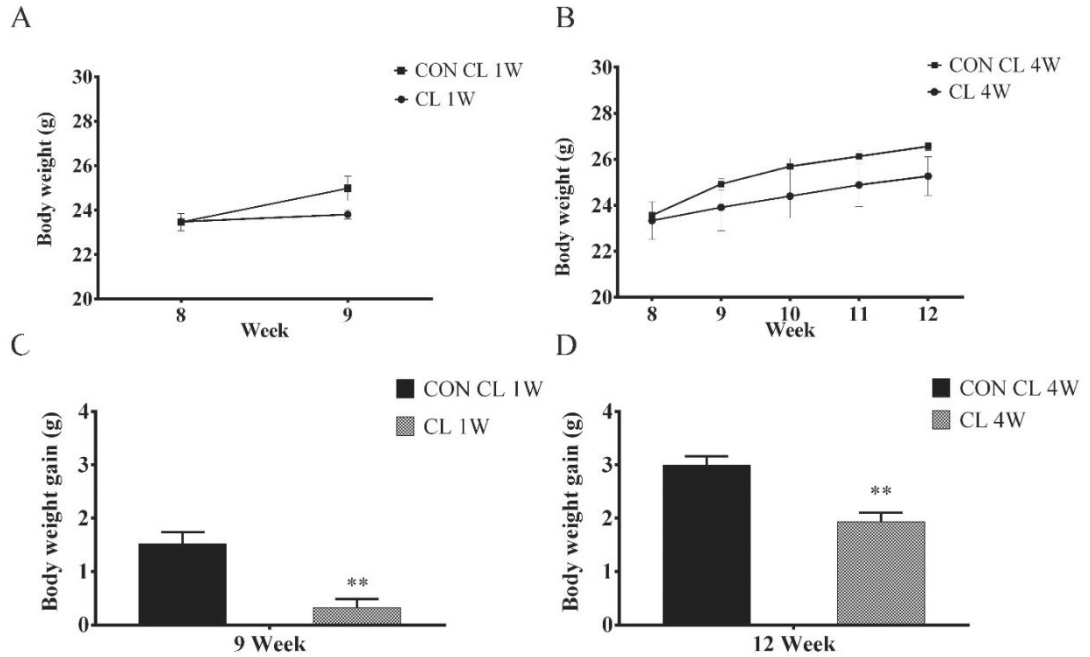 A
CON CL 1W
CL 1W
Body weight (g)
30
28
26
24
22
20
8
9
Week
B
CON CL 4W
CL 4W
Body weight (g)
30
28
26
24
22
20
8
9
10
11
12
Week
C
CON CL 1W
CL 1W
Body weight gain (g)
4
3
2
1
0
**
9 Week
D
CON CL 4W
CL 4W
Body weight gain (g)
4
3
2
1
0
**
12 Week